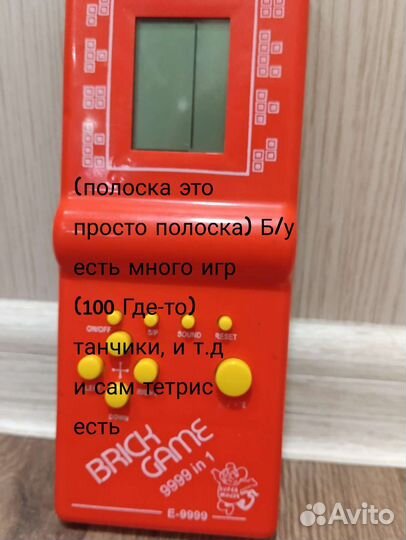 (полоска это
просто полоска) Б/у
есть много игр
(100 Где-то)
ON/OFF S/P SOUND RESET
танчики, и т.д
и сам тетрис
DOWN
есть
BRICK
GAME
9999 in 1
E-9999
Avito